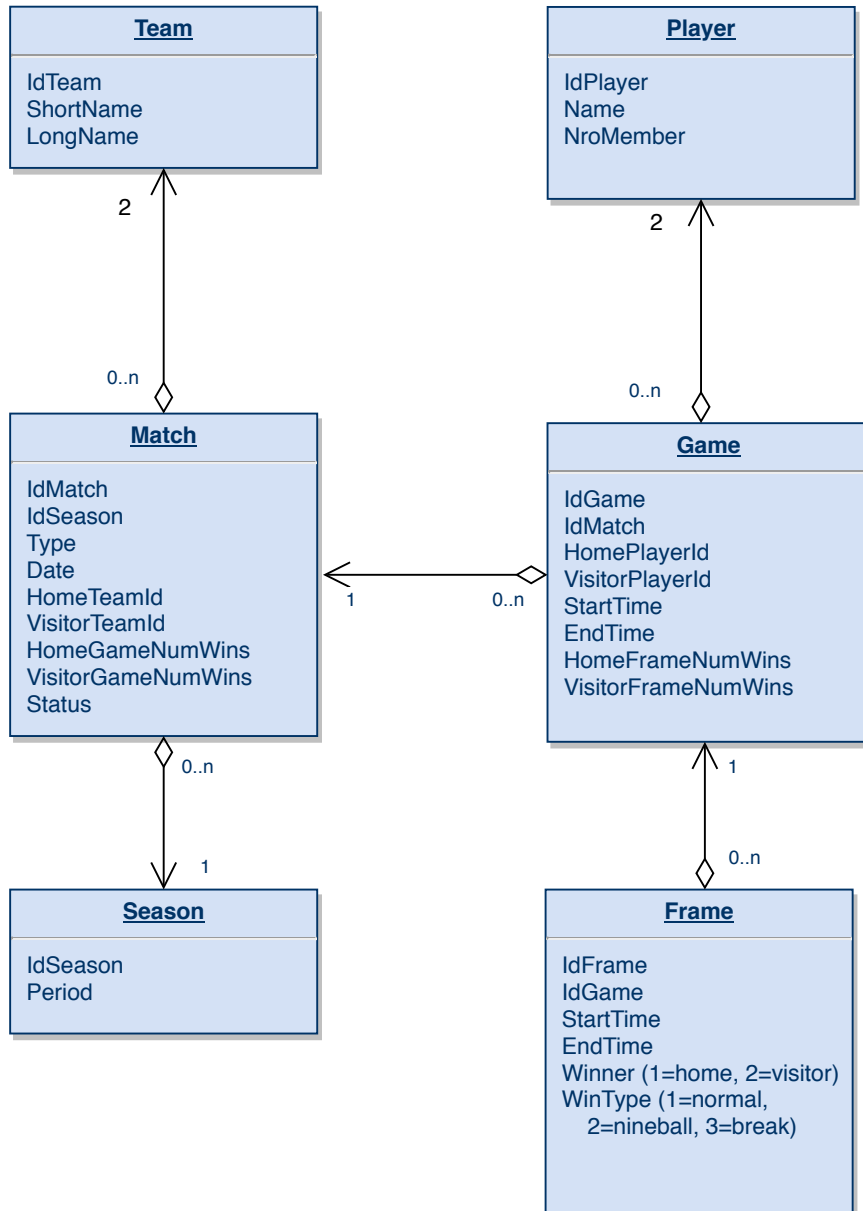 Team
IdTeam
ShortName
LongName
Player
IdPlayer
Name
NroMember
2
2
0..n
0..n
Match
IdMatch
IdSeason
Type
Date
HomeTeamId
VisitorTeamId
HomeGameNumWins
VisitorGameNumWins
Status
1
0..n
Game
IdGame
IdMatch
HomePlayerId
VisitorPlayerId
StartTime
EndTime
HomeFrameNumWins
VisitorFrameNumWins
0..n
1
1
0..n
Season
IdSeason
Period
Frame
IdFrame
IdGame
StartTime
EndTime
Winner (1=home, 2=visitor)
WinType (1=normal,
2=nineball, 3=break)